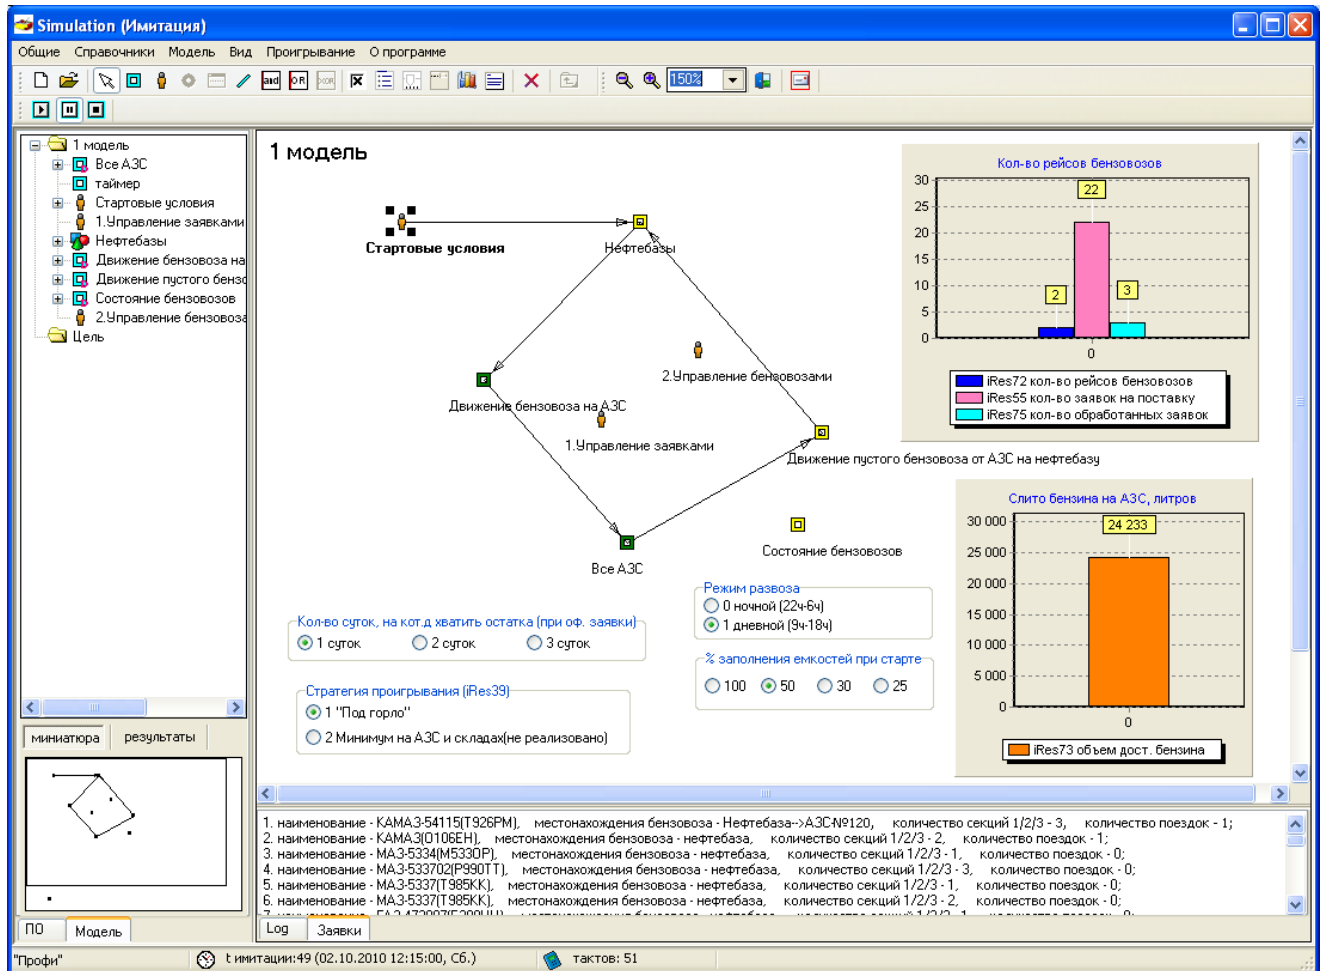 Simulation (Имитация)
Общие Справочники Модель Вид Проигрывание О программе
and OR XOR 150%
1 модель
Все АЗС
таймер
Стартовые условия
1.Управление заявками
Нефтебазы
Движение бензовоза на
Движение пустого бензо
Состояние бензовозов
2.Управление бензовоза
Цель
миниатюра результаты
ПО Модель
1 модель
Стартовые условия
Нефтебазы
2.Управление бензовозами
Движение бензовоза на АЗС
1.Управление заявками
Движение пустого бензовоза от АЗС на нефтебазу
Состояние бензовозов
Все АЗС
Кол-во рейсов бензовозов
30
25
20
15
10
5
0
22
2
3
0
iRes72 кол-во рейсов бензовозов
iRes55 кол-во заявок на поставку
iRes75 кол-во обработанных заявок
Слито бензина на АЗС, литров
30 000
25 000
20 000
15 000
10 000
5 000
0
24 233
0
iRes73 объем дост. бензина
Режим развоза
0 ночной (22ч-6ч)
1 дневной (9ч-18ч)
Кол-во суток, на кот.д хватить остатка (при оф. заявки)
1 суток 2 суток 3 суток
% заполнения емкостей при старте
100 50 30 25
Стратегия проигрывания (iRes39)
1 "Под горло"
2 Минимум на АЗС и складах(не реализовано)
1. наименование - КАМАЗ-54115(Т926РМ), местонахождения бензовоза - Нефтебаза-->АЗС-№120, количество секций 1/2/3 - 3, количество поездок - 1;
2. наименование - КАМАЗ(О106ЕН), местонахождения бензовоза - нефтебаза, количество секций 1/2/3 - 2, количество поездок - 1;
3. наименование - МАЗ-5334(М533ОР), местонахождения бензовоза - нефтебаза, количество секций 1/2/3 - 1, количество поездок - 0;
4. наименование - МАЗ-533702(Р990ТТ), местонахождения бензовоза - нефтебаза, количество секций 1/2/3 - 3, количество поездок - 0;
5. наименование - МАЗ-5337(Т985КК), местонахождения бензовоза - нефтебаза, количество секций 1/2/3 - 1, количество поездок - 0;
6. наименование - МАЗ-5337(Т985КК), местонахождения бензовоза - нефтебаза, количество секций 1/2/3 - 2, количество поездок - 0;
Log Заявки
"Профи" t имитации:49 (02.10.2010 12:15:00, Сб.) тактов: 51